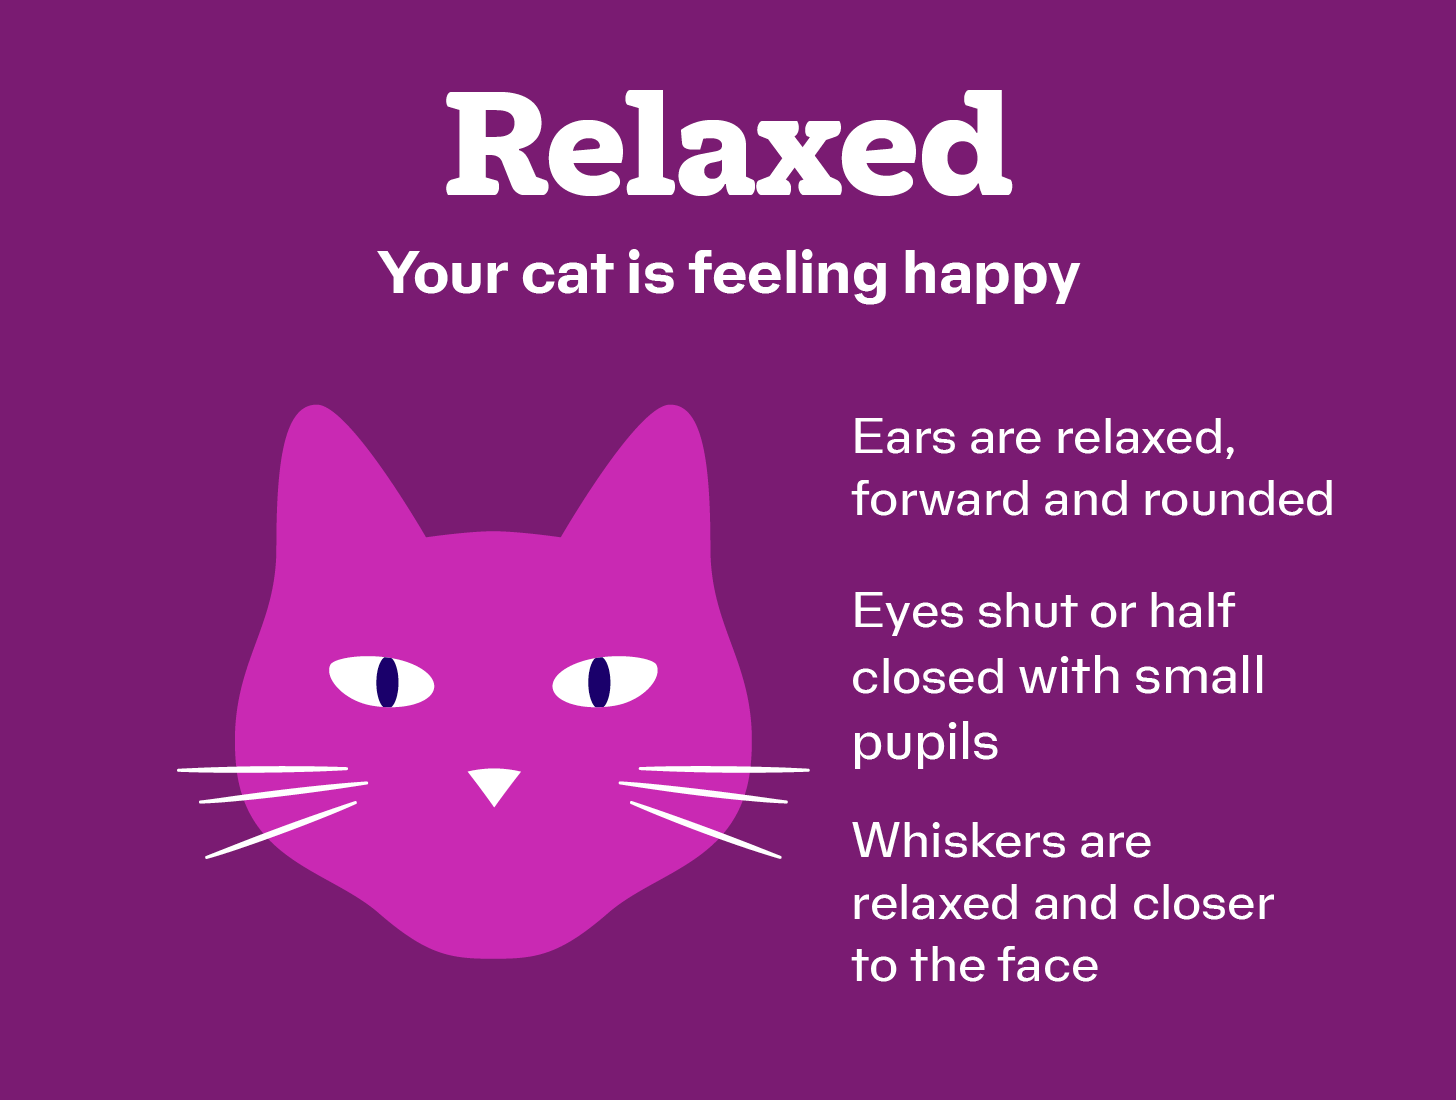 Relaxed
Your cat is feeling happy
Ears are relaxed,
forward and rounded
Eyes shut or half
closed with small
pupils
Whiskers are
relaxed and closer
to the face